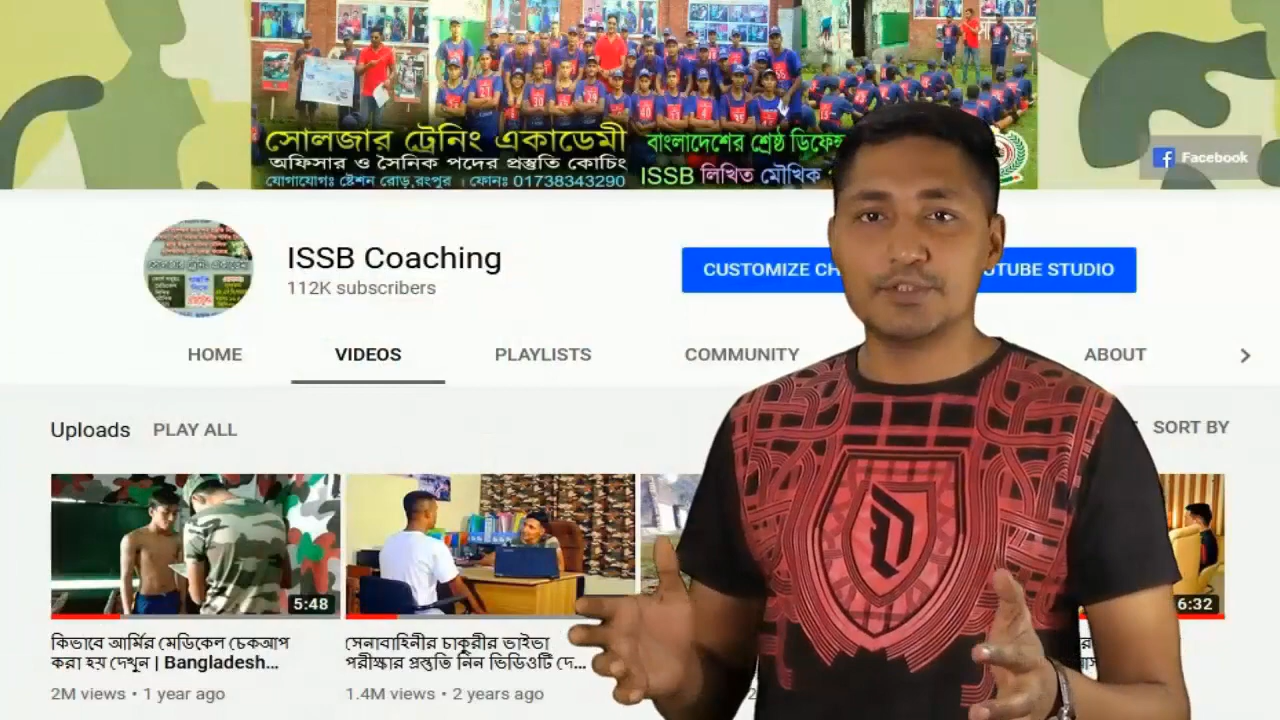 সোলজার ট্রেনিং একাডেমী
অফিসার ও সৈনিক পদের প্রস্তুতি কোচিং
যোগাযোগঃ ষ্টেশন রোড়,রংপুর । ফোনঃ 01738343290
বাংলাদেশের শ্রেষ্ঠ
ISSB লিখিত মৌখিক
Facebook
ISSB Coaching
112K subscribers
CUSTOMIZE
STUDIO
HOME
VIDEOS
PLAYLISTS
COMMUNITY
ABOUT
Uploads
PLAY ALL
SORT BY
5:48
6:32
কিভাবে আর্মির মেডিকেল চেকআপ
করা হয় দেখুন | Bangladesh...
2M views • 1 year ago
সেনাবাহিনীর চাকুরীর ভাইভা
পরীক্ষার প্রস্তুতি নিন ভিডিওটি দে...
1.4M views • 2 years ago